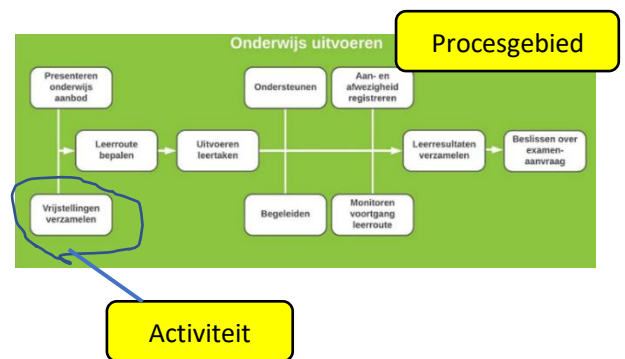 Onderwijs uitvoeren
Procesgebied
Presenteren
onderwijs
aanbod
Ondersteunen
Aan- en
afwezigheid
registreren
Leerroute
bepalen
Uitvoeren
leertaken
Leerresultaten
verzamelen
Beslissen over
examen-
aanvraag
Vrijstellingen
verzamelen
Begeleiden
Monitoren
voortgang
leerroute
Activiteit